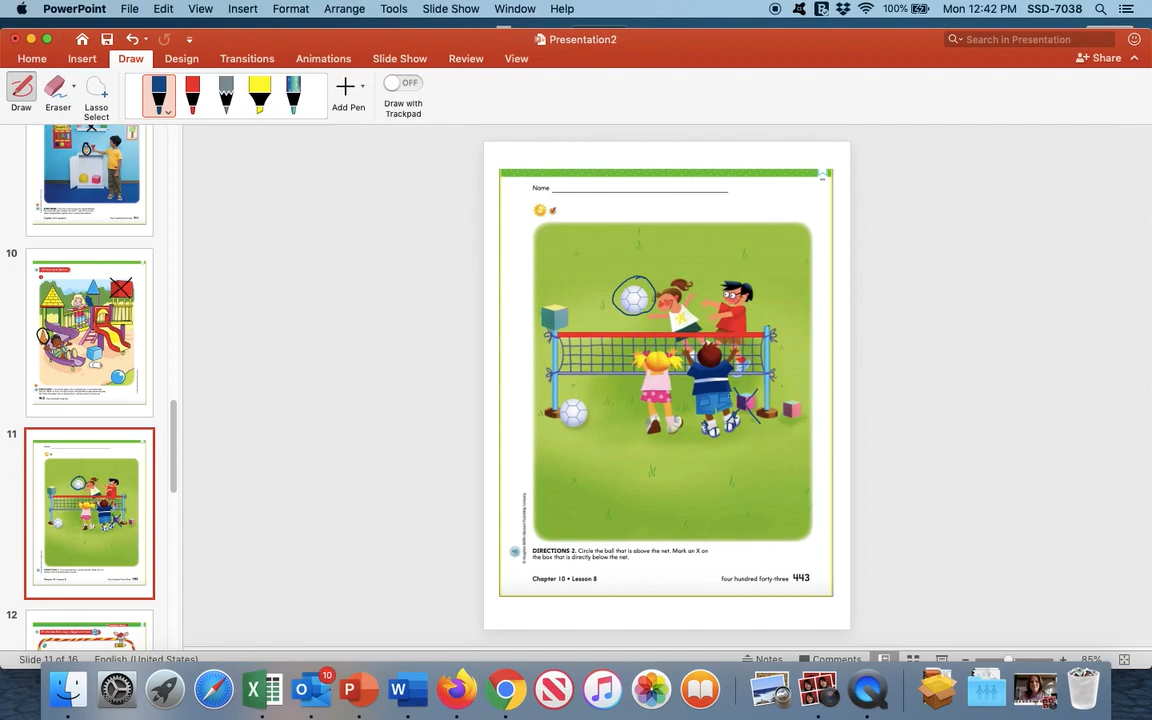 PowerPoint File Edit View Insert Format Arrange Tools Slide Show Window Help 100% Mon 12:42 PM SSD-7038
Presentation2
Search in Presentation
Home Insert Draw Design Transitions Animations Slide Show Review View Share
OFF
Draw Eraser Lasso Select Add Pen Draw with Trackpad
10
11
12
Name
DIRECTIONS 2. Circle the ball that is above the net. Mark an X on
the box that is directly below the net.
Chapter 10 • Lesson 8 four hundred forty-three 443
Slide 11 of 16 English (United States) Notes Comments 85%
10